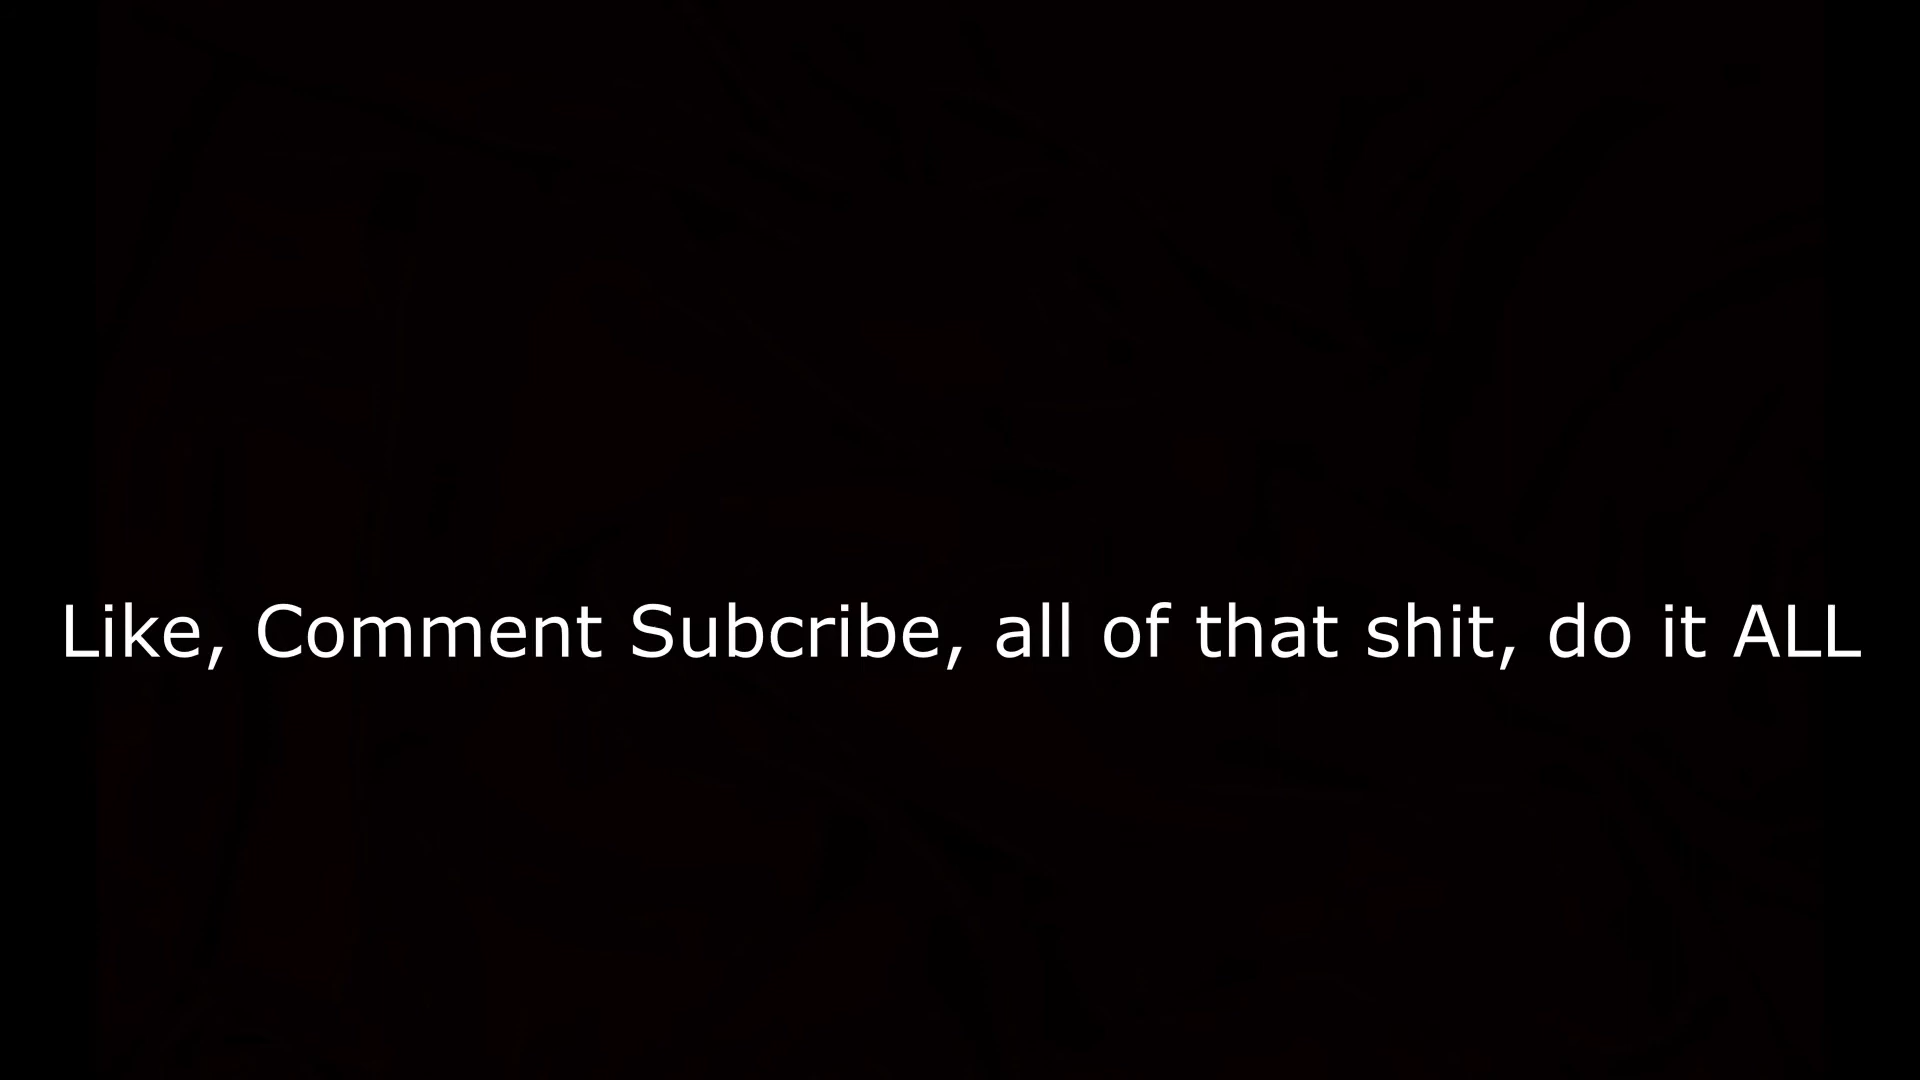 Like, Comment Subcribe, all of that shit, do it ALL